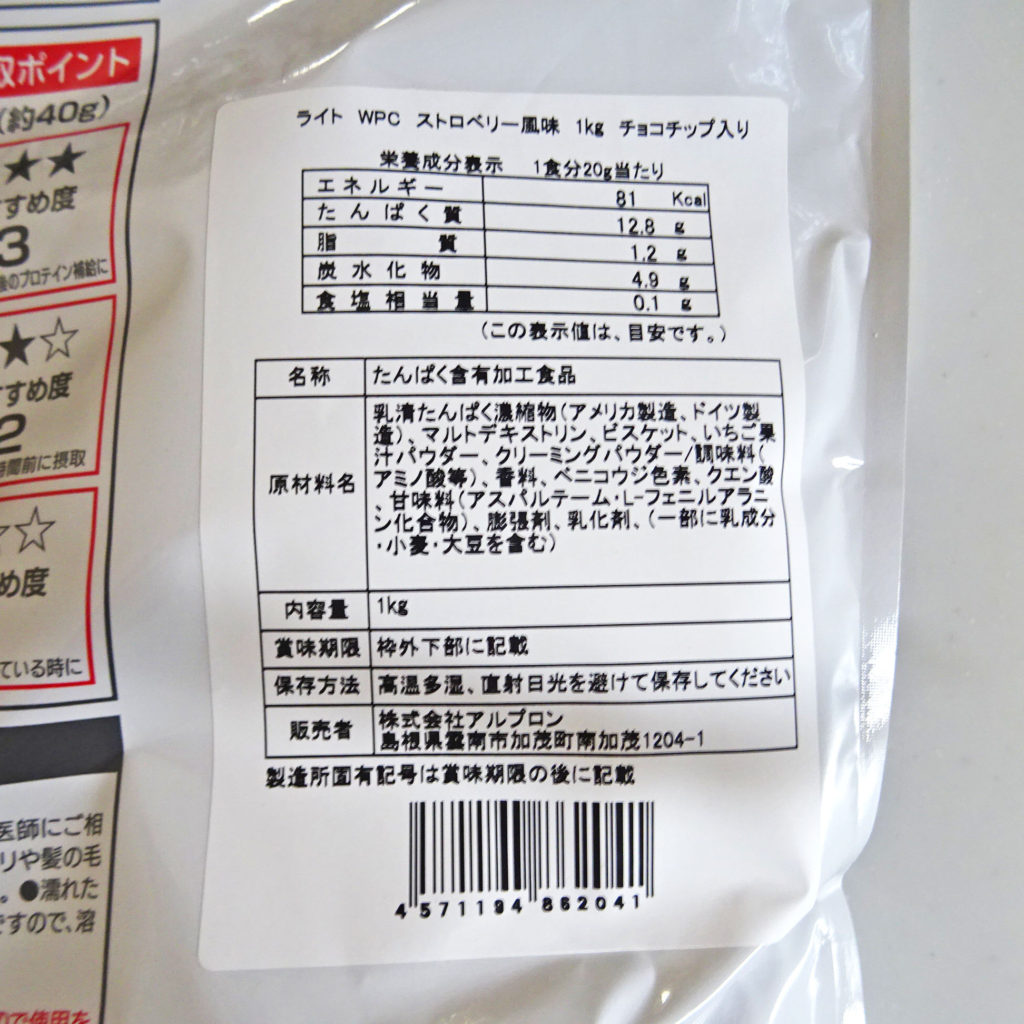 収ポイント
(約40g)
★★
すめ度
3
後のプロテイン補給に
★☆
すめ度
2
時間前に摂取
☆
め度
ている時に
医師にご相
リや髪の毛
。●濡れた
ですので、溶
ので使用を
ライト WPC ストロベリー風味 1kg チョコチップ入り
栄養成分表示 1食分20g当たり
エネルギー 81 Kcal
たんぱく質 12.8 g
脂質 1.2 g
炭水化物 4.9 g
食塩相当量 0.1 g
(この表示値は、目安です。)
名称 たんぱく含有加工食品
原材料名
乳清たんぱく濃縮物(アメリカ製造、ドイツ製
造)、マルトデキストリン、ビスケット、いちご果
汁パウダー、クリーミングパウダー/調味料(
アミノ酸等)、香料、ベニコウジ色素、クエン酸
、甘味料(アスパルテーム・L-フェニルアラニ
ン化合物)、膨張剤、乳化剤、(一部に乳成分
・小麦・大豆を含む)
内容量 1kg
賞味期限 枠外下部に記載
保存方法 高温多湿、直射日光を避けて保存してください
販売者
株式会社アルプロン
島根県雲南市加茂町南加茂1204-1
製造所固有記号は賞味期限の後に記載
4571194862041